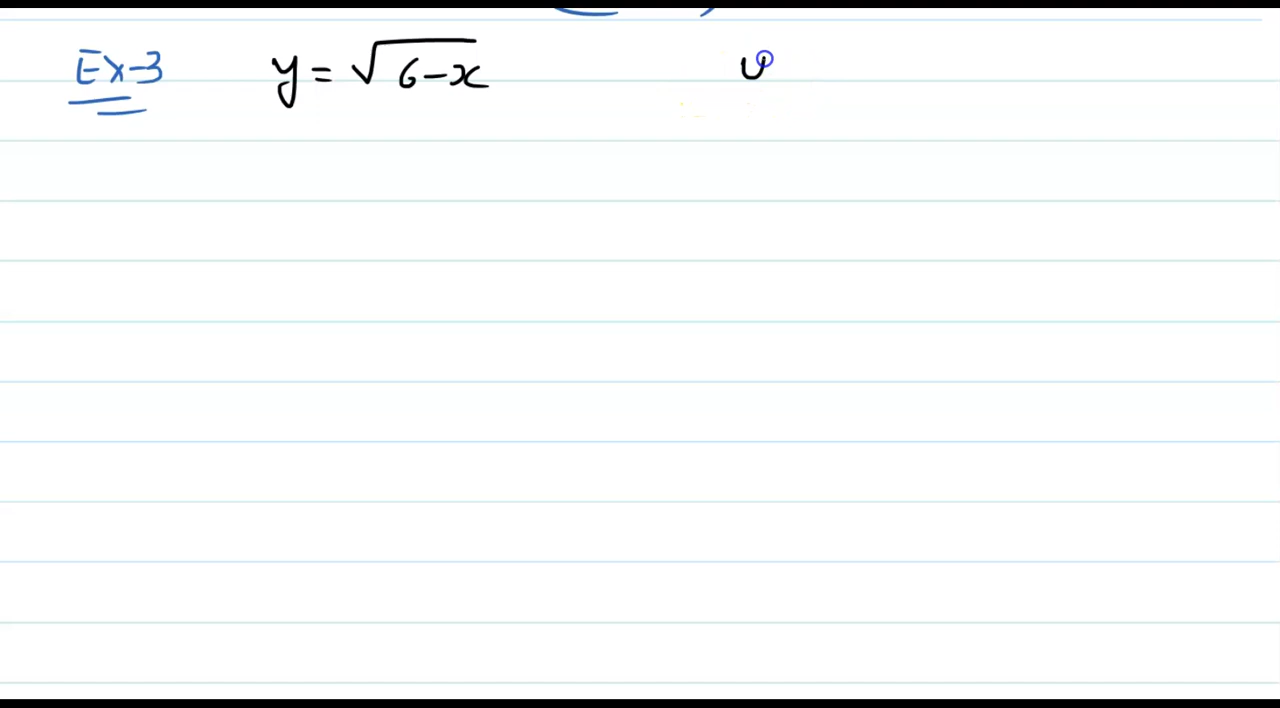 Ex-3 y = √(6-x)